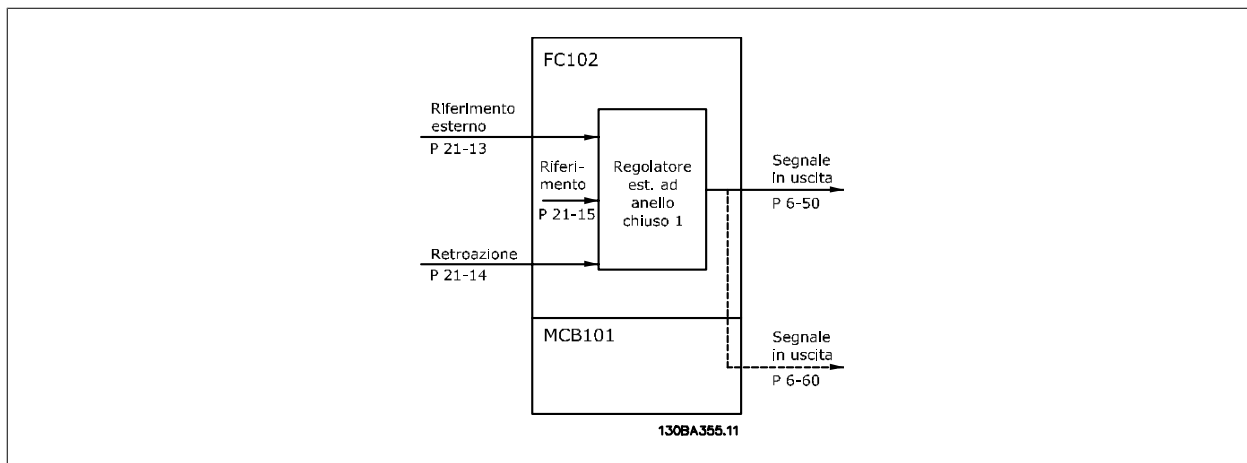 FC102
Riferimento
esterno
P 21-13
Riferi-
mento
P 21-15
Regolatore
est. ad
anello
chiuso 1
Segnale
in uscita
P 6-50
Retroazione
P 21-14
MCB101
Segnale
in uscita
P 6-60
130BA355.11